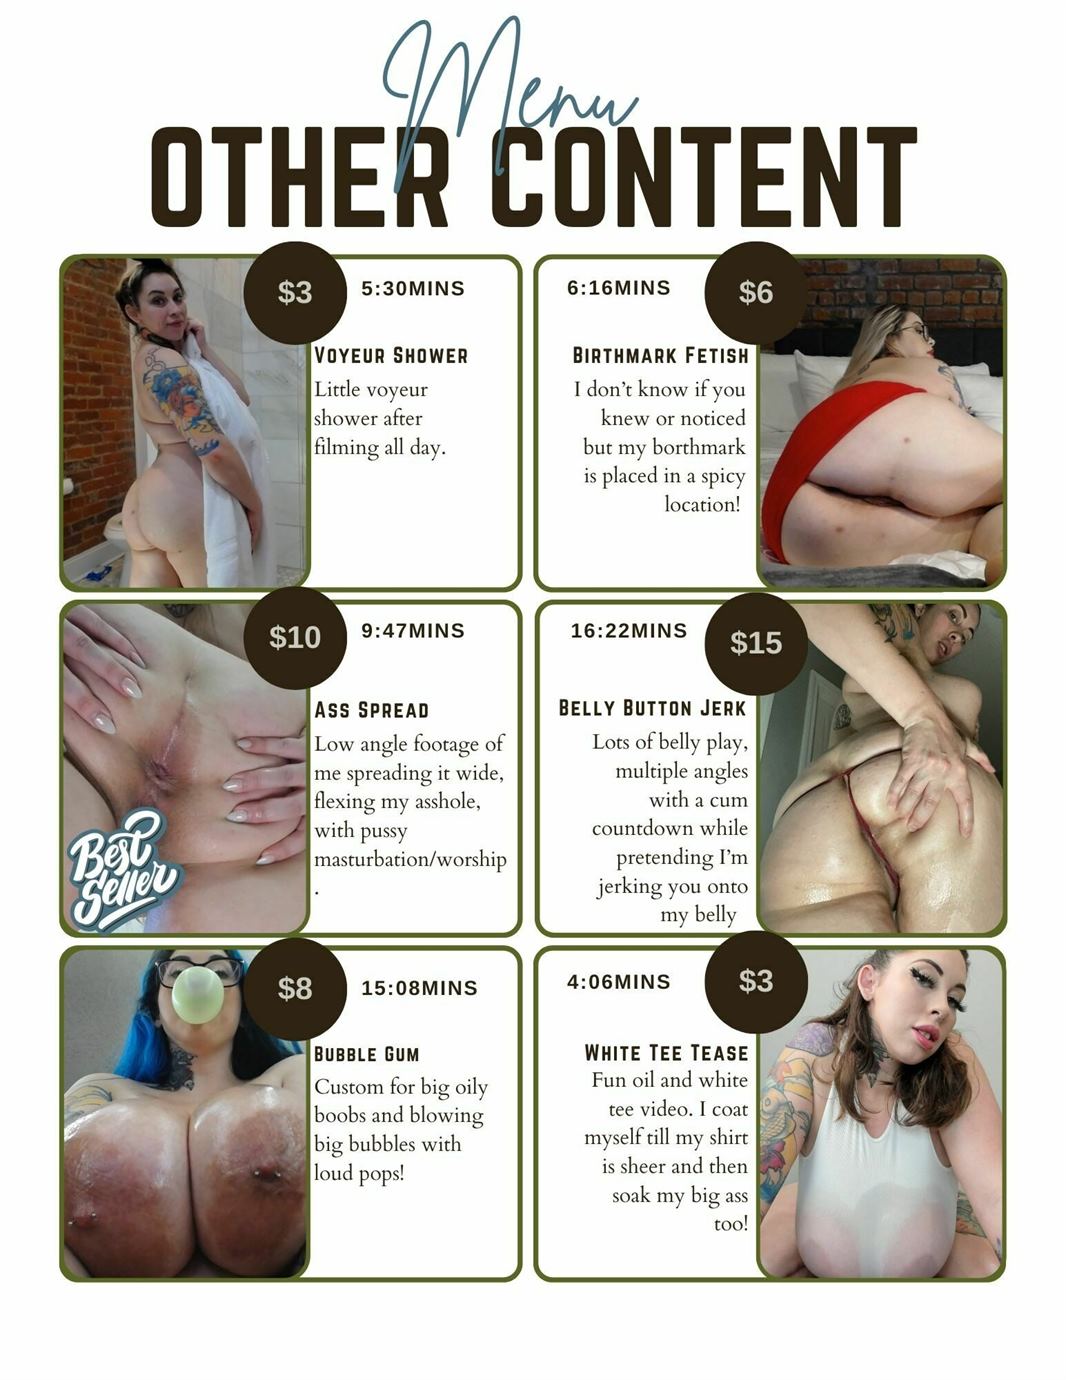 Menu
OTHER CONTENT
$3
5:30MINS
VOYEUR SHOWER
Little voyeur
shower after
filming all day.
6:16MINS
$6
BIRTHMARK FETISH
I don't know if you
knew or noticed
but my borthmark
is placed in a spicy
location!
$10
9:47MINS
ASS SPREAD
Low angle footage of
me spreading it wide,
flexing my asshole,
with pussy
masturbation/worship
.
Best
Seller
16:22MINS
$15
BELLY BUTTON JERK
Lots of belly play,
multiple angles
with a cum
countdown while
pretending I'm
jerking you onto
my belly
$8
15:08MINS
BUBBLE GUM
Custom for big oily
boobs and blowing
big bubbles with
loud pops!
4:06MINS
$3
WHITE TEE TEASE
Fun oil and white
tee video. I coat
myself till my shirt
is sheer and then
soak my big ass
too!